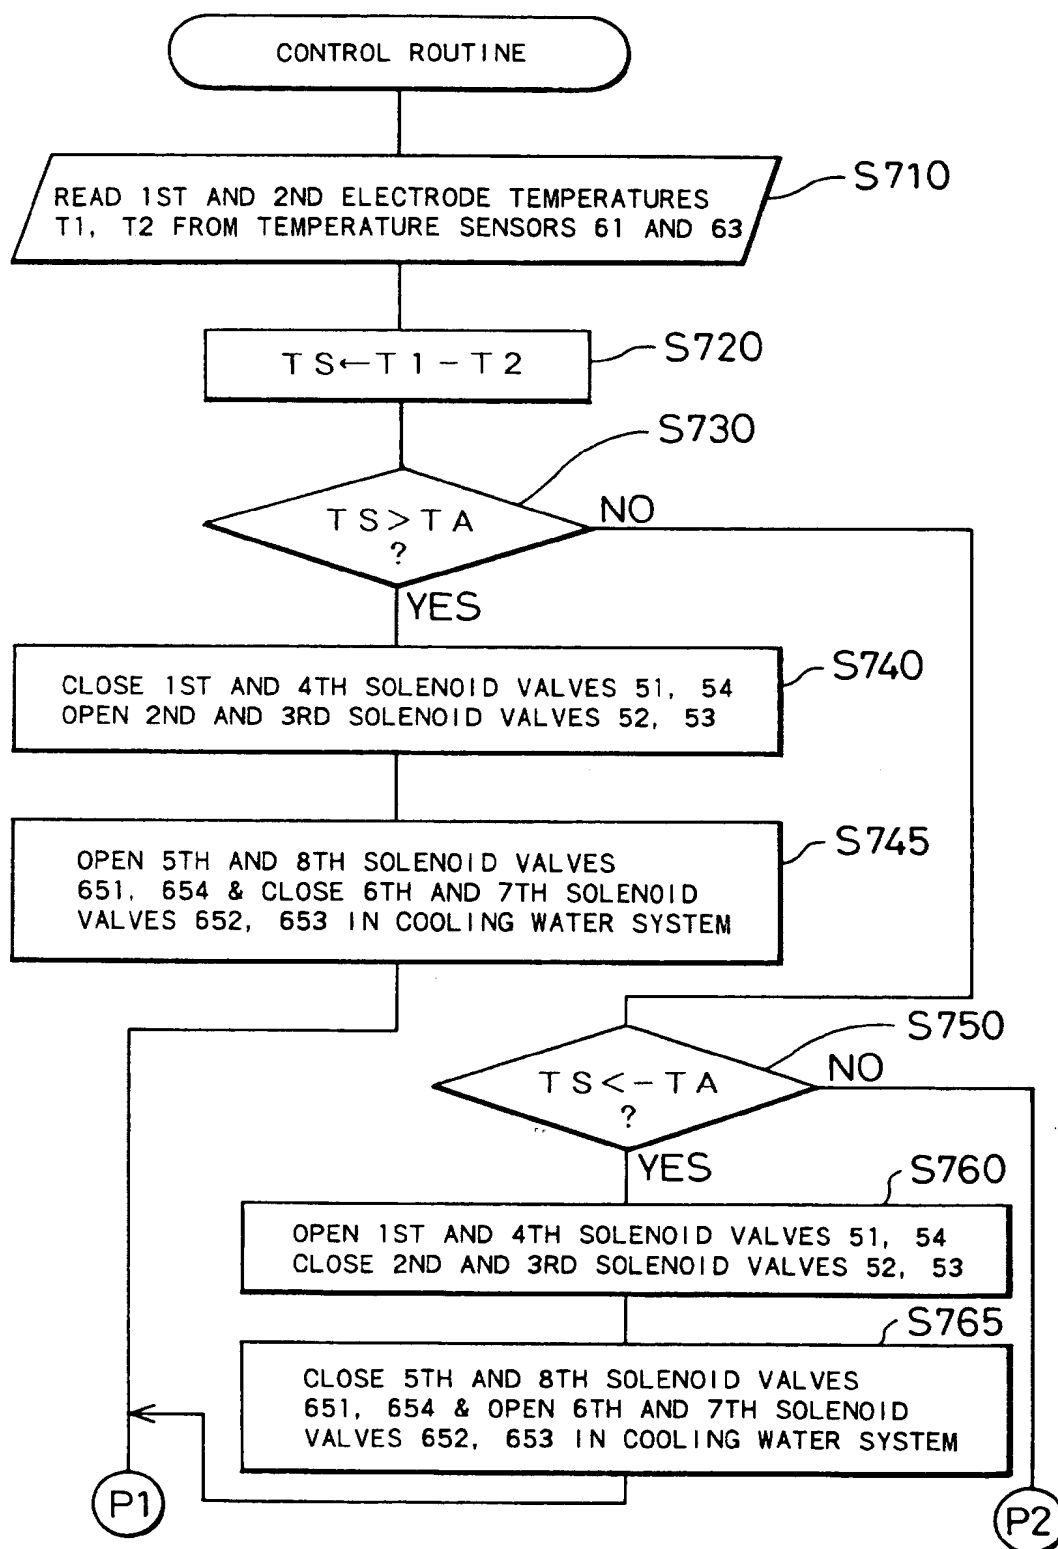 CONTROL ROUTINE
READ 1ST AND 2ND ELECTRODE TEMPERATURES
T1, T2 FROM TEMPERATURE SENSORS 61 AND 63
S710
TS←T1-T2
S720
S730
TS>TA
?
NO
YES
CLOSE 1ST AND 4TH SOLENOID VALVES 51, 54
OPEN 2ND AND 3RD SOLENOID VALVES 52, 53
S740
OPEN 5TH AND 8TH SOLENOID VALVES
651, 654 & CLOSE 6TH AND 7TH SOLENOID
VALVES 652, 653 IN COOLING WATER SYSTEM
S745
S750
TS<-TA
?
NO
YES
S760
OPEN 1ST AND 4TH SOLENOID VALVES 51, 54
CLOSE 2ND AND 3RD SOLENOID VALVES 52, 53
S765
CLOSE 5TH AND 8TH SOLENOID VALVES
651, 654 & OPEN 6TH AND 7TH SOLENOID
VALVES 652, 653 IN COOLING WATER SYSTEM
P1
P2